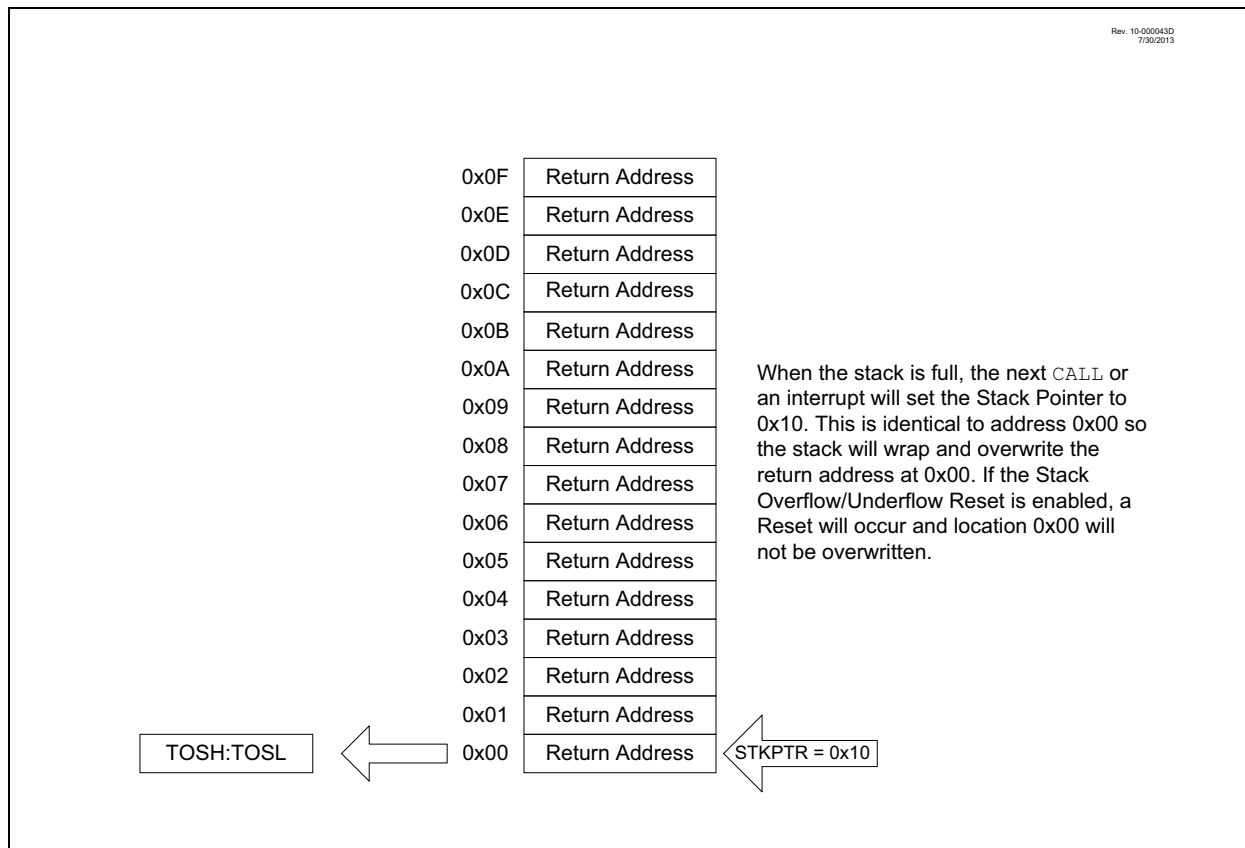 Rev. 10-000043D
7/30/2013
0x0F Return Address
0x0E Return Address
0x0D Return Address
0x0C Return Address
0x0B Return Address
0x0A Return Address
0x09 Return Address
0x08 Return Address
0x07 Return Address
0x06 Return Address
0x05 Return Address
0x04 Return Address
0x03 Return Address
0x02 Return Address
0x01 Return Address
TOSH:TOSL 0x00 Return Address STKPTR = 0x10
When the stack is full, the next CALL or
an interrupt will set the Stack Pointer to
0x10. This is identical to address 0x00 so
the stack will wrap and overwrite the
return address at 0x00. If the Stack
Overflow/Underflow Reset is enabled, a
Reset will occur and location 0x00 will
not be overwritten.